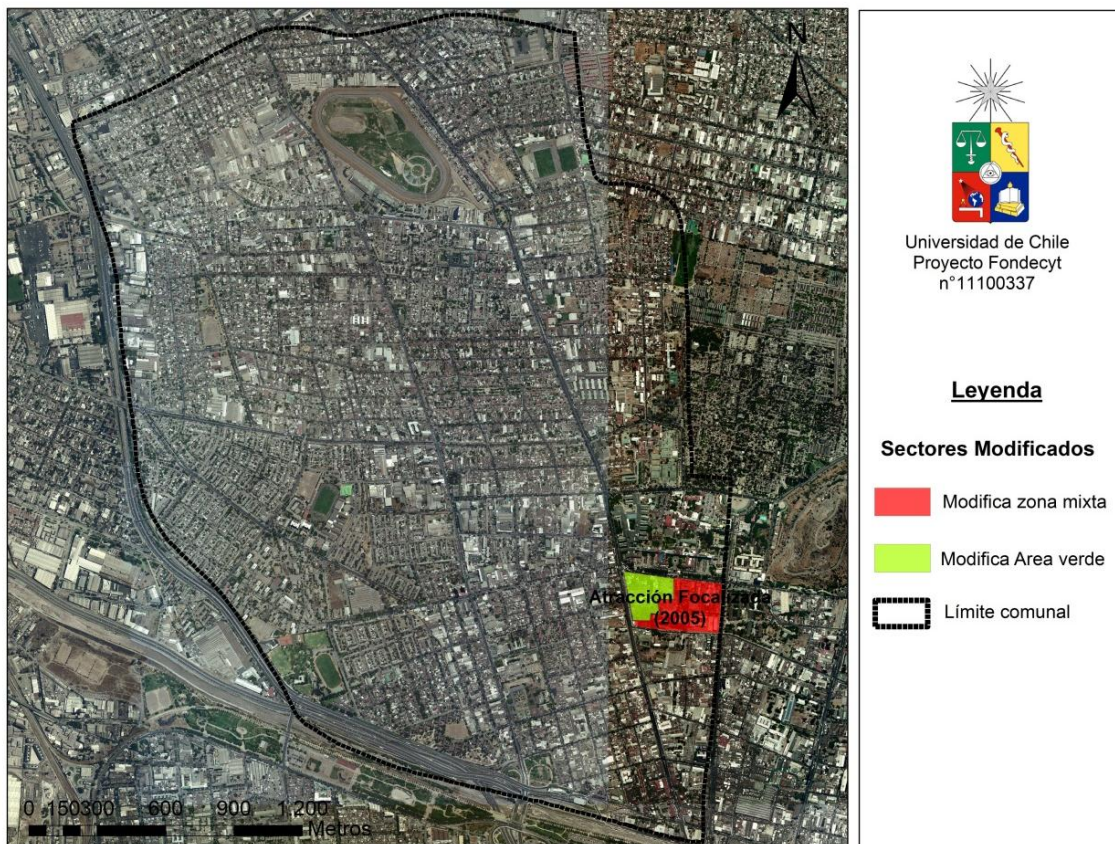 N
Atracción Focalizada
(2005)
0 150300 600 900 1.200
Metros
Universidad de Chile
Proyecto Fondecyt
n°11100337
Leyenda
Sectores Modificados
Modifica zona mixta
Modifica Area verde
Límite comunal